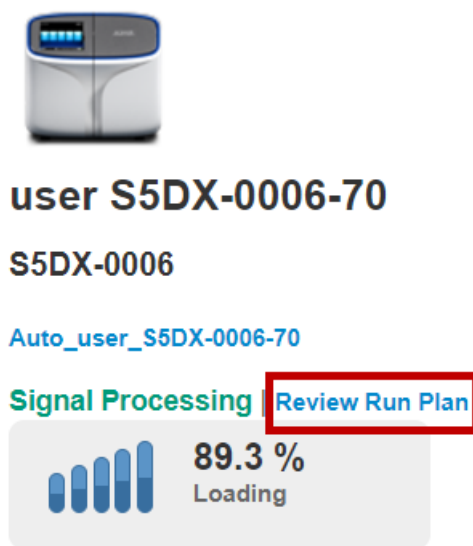 user S5DX-0006-70
S5DX-0006
Auto_user_S5DX-0006-70
Signal Processing | Review Run Plan
89.3 %
Loading